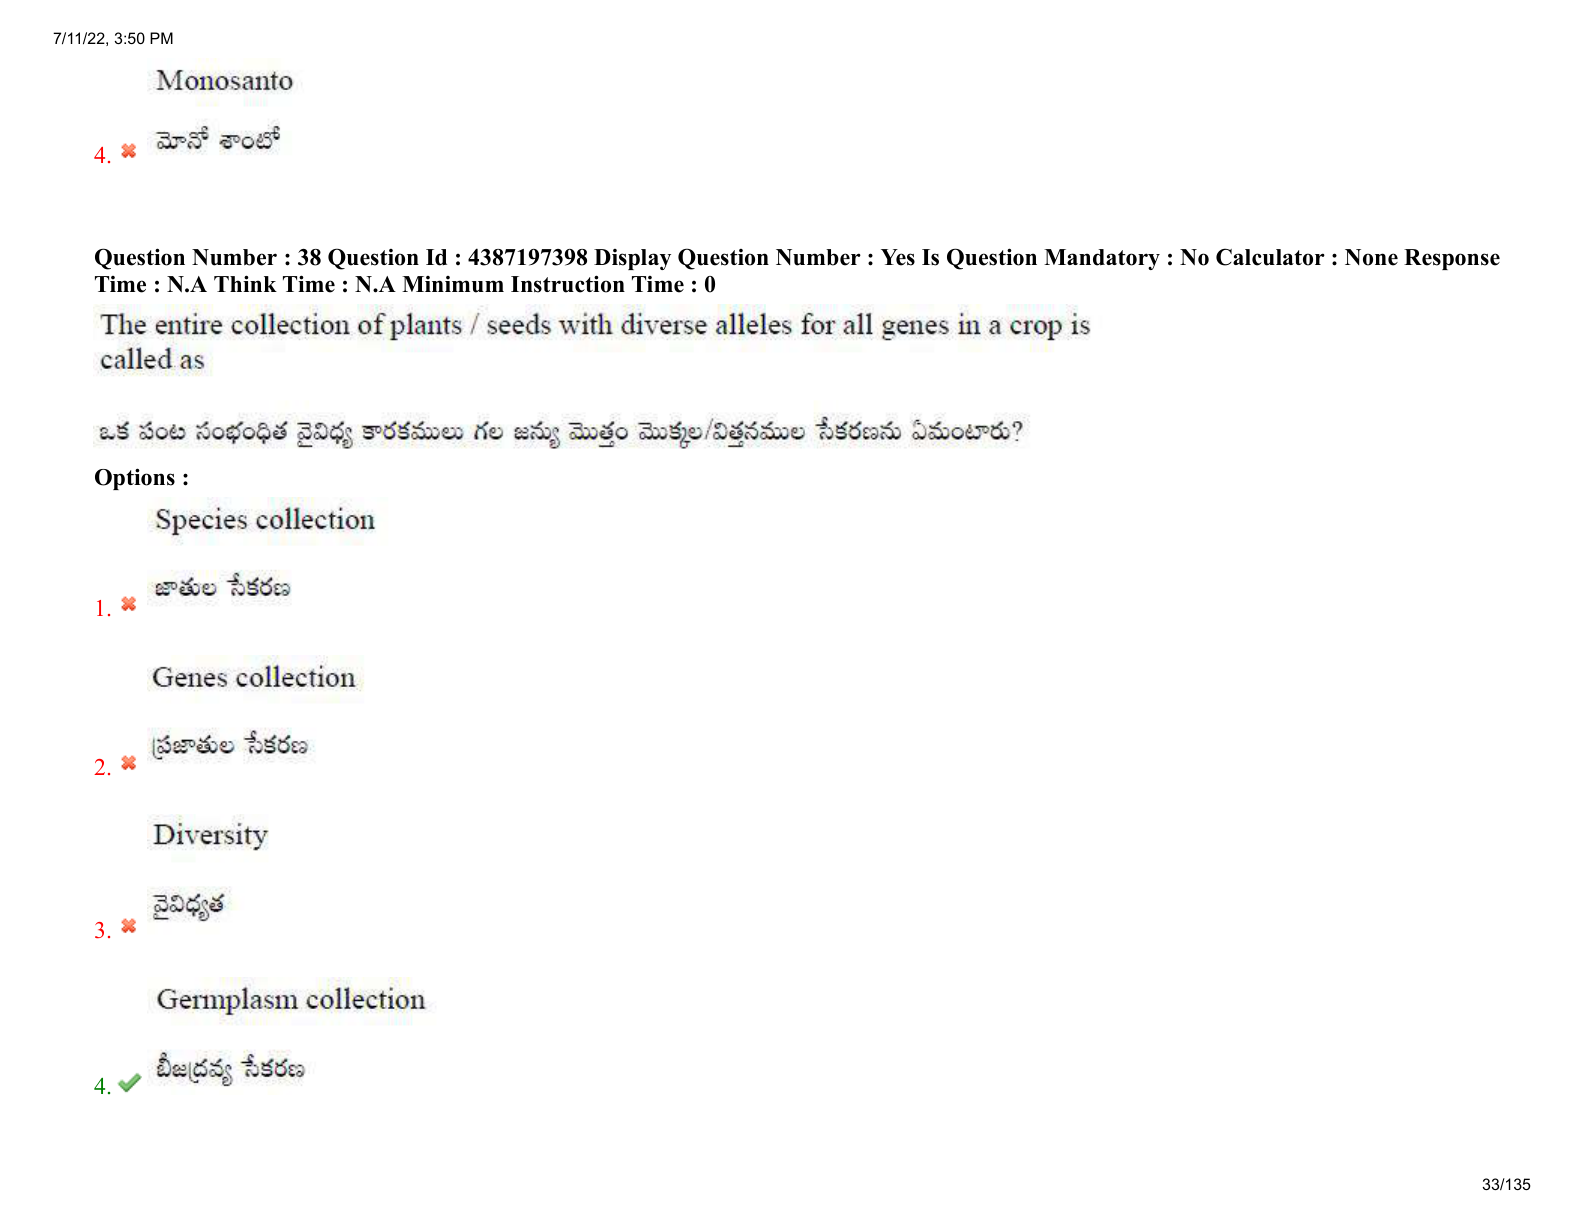 7/11/22, 3:50 PM
Monosanto
మోనో శాంటో
4.
Question Number : 38 Question Id : 4387197398 Display Question Number : Yes Is Question Mandatory : No Calculator : None Response
Time : N.A Think Time : N.A Minimum Instruction Time : 0
The entire collection of plants / seeds with diverse alleles for all genes in a crop is
called as
ఒక పంట సంభంధిత వైవిధ్య కారకములు గల జన్యు మొత్తం మొక్కల/విత్తనముల సేకరణను ఏమంటారు?
Options :
Species collection
జాతుల సేకరణ
1.
Genes collection
ప్రజాతుల సేకరణ
2.
Diversity
వైవిధ్యత
3.
Germplasm collection
బీజద్రవ్య సేకరణ
4.
33/135